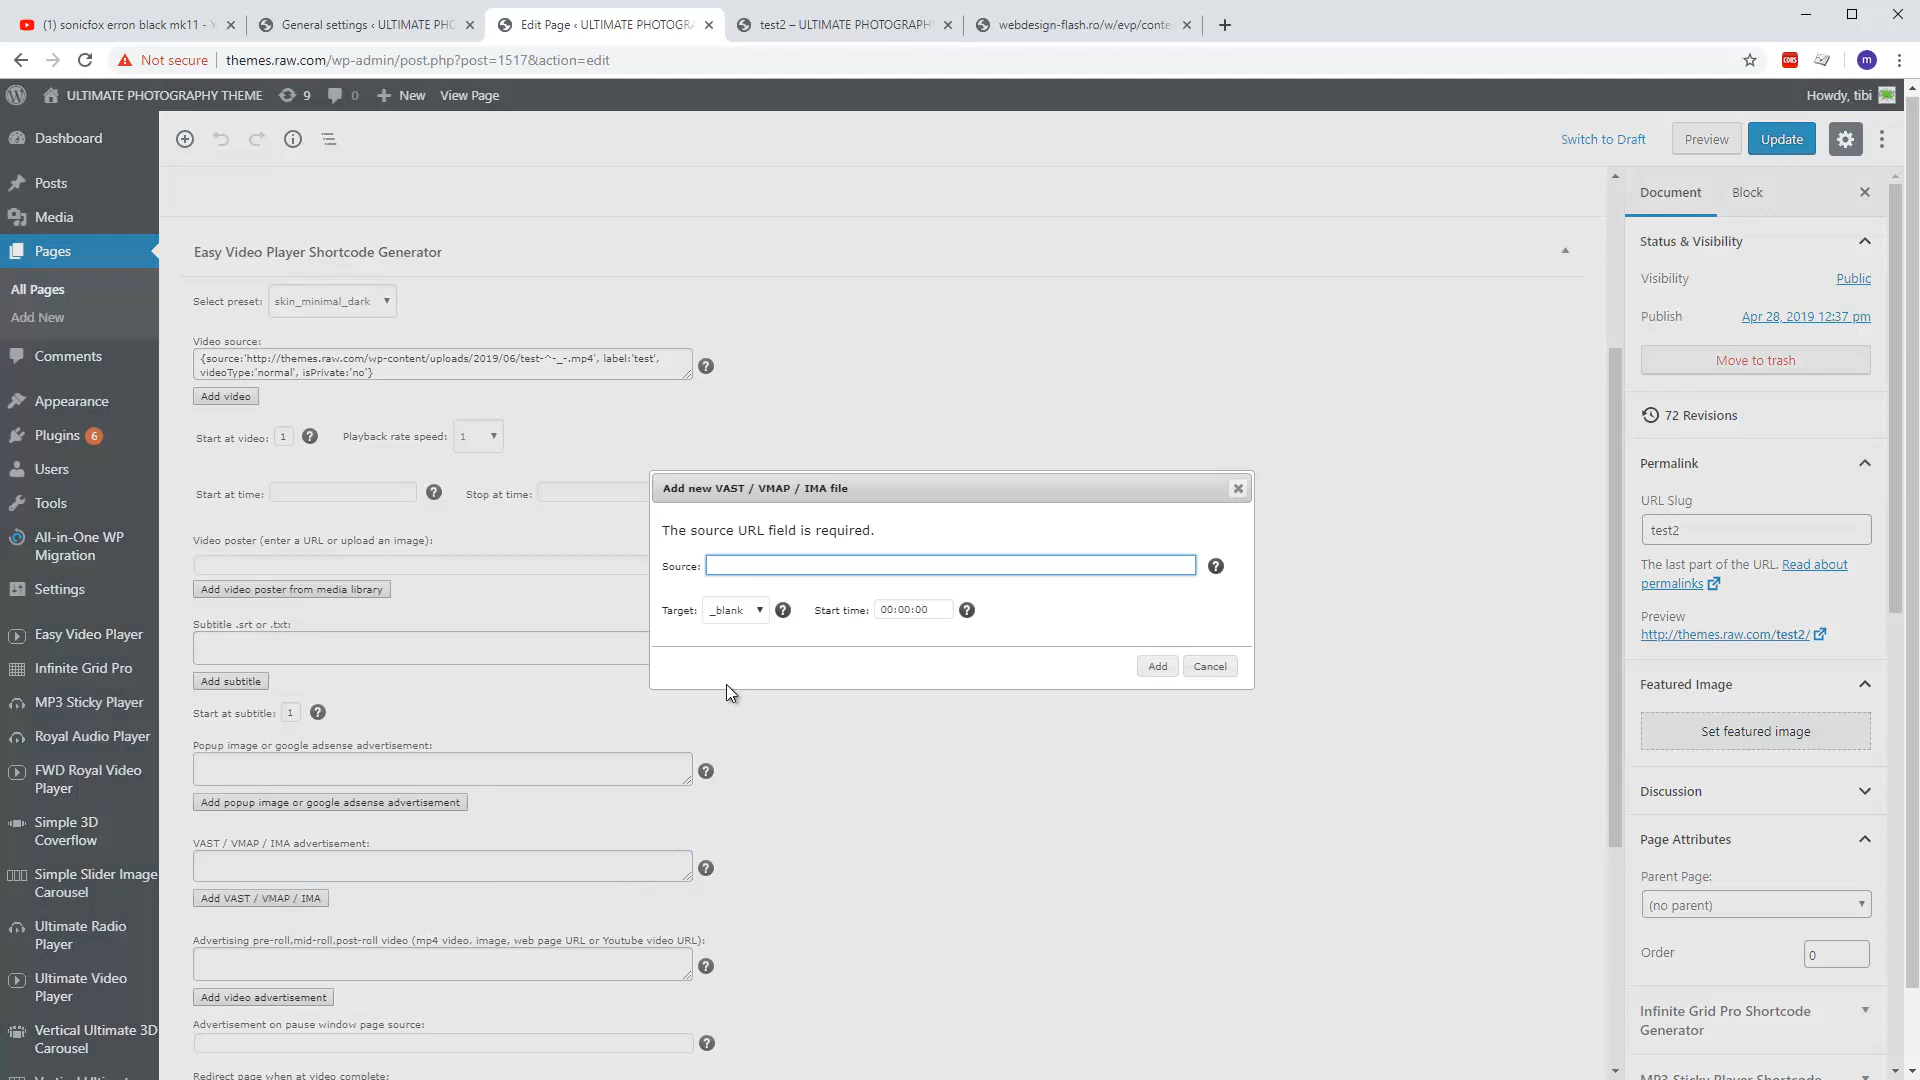 (1) sonicfox erron black mk11 - Y
General settings ‹ ULTIMATE PHO
Edit Page ‹ ULTIMATE PHOTOGRA
test2 – ULTIMATE PHOTOGRAPHY
webdesign-flash.ro/w/evp/conte
Not secure
themes.raw.com/wp-admin/post.php?post=1517&action=edit
m
ULTIMATE PHOTOGRAPHY THEME
9
0
New
View Page
Howdy, tibi
Dashboard
Posts
Media
Pages
All Pages
Add New
Comments
Appearance
Plugins 6
Users
Tools
All-in-One WP
Migration
Settings
Easy Video Player
Infinite Grid Pro
MP3 Sticky Player
Royal Audio Player
FWD Royal Video
Player
Simple 3D
Coverflow
Simple Slider Image
Carousel
Ultimate Radio
Player
Ultimate Video
Player
Vertical Ultimate 3D
Carousel
Switch to Draft
Preview
Update
Easy Video Player Shortcode Generator
Select preset: skin_minimal_dark
Video source:
{source:'http://themes.raw.com/wp-content/uploads/2019/06/test-^-_-.mp4', label:'test',
videoType:'normal', isPrivate:'no'}
Add video
Start at video: 1
Playback rate speed: 1
Start at time:
Stop at time:
Video poster (enter a URL or upload an image):
Add video poster from media library
Subtitle .srt or .txt:
Add subtitle
Start at subtitle: 1
Popup image or google adsense advertisement:
Add popup image or google adsense advertisement
VAST / VMAP / IMA advertisement:
Add VAST / VMAP / IMA
Advertising pre-roll,mid-roll,post-roll video (mp4 video, image, web page URL or Youtube video URL):
Add video advertisement
Advertisement on pause window page source:
Redirect page when at video complete:
Add new VAST / VMAP / IMA file
The source URL field is required.
Source:
Target: _blank
Start time: 00:00:00
Add
Cancel
Document
Block
Status & Visibility
Visibility
Public
Publish
Apr 28, 2019 12:37 pm
Move to trash
72 Revisions
Permalink
URL Slug
test2
The last part of the URL. Read about
permalinks
Preview
http://themes.raw.com/test2/
Featured Image
Set featured image
Discussion
Page Attributes
Parent Page:
(no parent)
Order
0
Infinite Grid Pro Shortcode
Generator
MP3 Sticky Player Shortcode